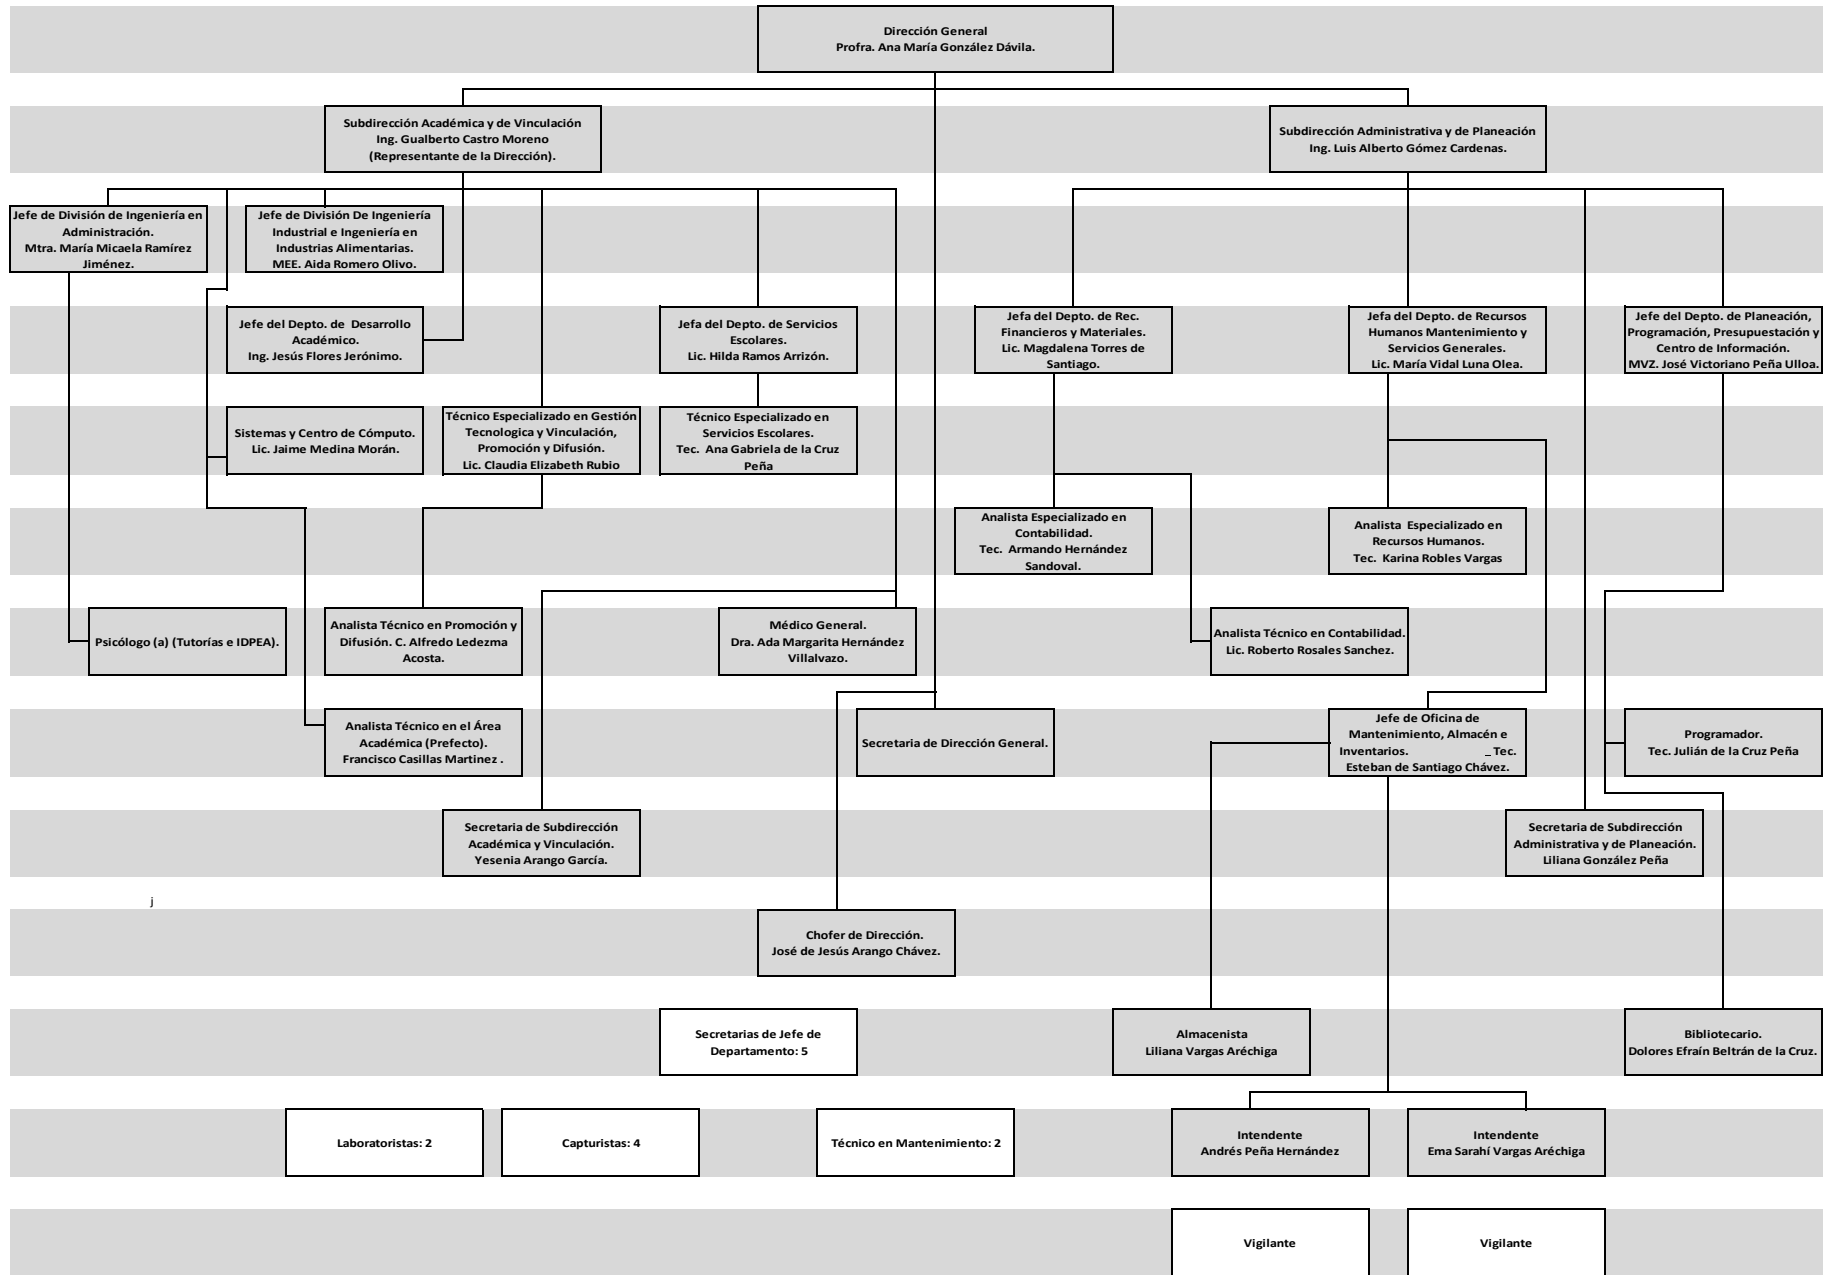 Dirección General
Profra. Ana María González Dávila.
Subdirección Académica y de Vinculación
Ing. Gualberto Castro Moreno
(Representante de la Dirección).
Subdirección Administrativa y de Planeación
Ing. Luis Alberto Gómez Cardenas.
Jefe de División de Ingeniería en
Administración.
Mtra. María Micaela Ramírez
Jiménez.
Jefe de División De Ingeniería
Industrial e Ingeniería en
Industrias Alimentarias.
MEE. Aida Romero Olivo.
Jefe del Depto. de  Desarrollo
Académico.
Ing. Jesús Flores Jerónimo.
Jefa del Depto. de Servicios
Escolares.
Lic. Hilda Ramos Arrizón.
Jefa del Depto. de Rec.
Financieros y Materiales.
Lic. Magdalena Torres de
Santiago.
Jefa del Depto. de Recursos
Humanos Mantenimiento y
Servicios Generales.
Lic. María Vidal Luna Olea.
Jefe del Depto. de Planeación,
Programación, Presupuestación y
Centro de Información.
MVZ. José Victoriano Peña Ulloa.
Sistemas y Centro de Cómputo.
Lic. Jaime Medina Morán.
Técnico Especializado en Gestión
Tecnologica y Vinculación,
Promoción y Difusión.
Lic. Claudia Elizabeth Rubio
Técnico Especializado en
Servicios Escolares.
Tec.  Ana Gabriela de la Cruz
Peña
Analista Especializado en
Contabilidad.
Tec.  Armando Hernández
Sandoval.
Analista  Especializado en
Recursos Humanos.
Tec.  Karina Robles Vargas
Psicólogo (a) (Tutorías e IDPEA).
Analista Técnico en Promoción y
Difusión. C. Alfredo Ledezma
Acosta.
Médico General.
Dra. Ada Margarita Hernández
Villalvazo.
Analista Técnico en Contabilidad.
Lic. Roberto Rosales Sanchez.
Analista Técnico en el Área
Académica (Prefecto).
Francisco Casillas Martinez .
Secretaria de Dirección General.
Jefe de Oficina de
Mantenimiento, Almacén e
Inventarios. _ Tec.
Esteban de Santiago Chávez.
Programador.
Tec. Julián de la Cruz Peña
Secretaria de Subdirección
Académica y Vinculación.
Yesenia Arango García.
Secretaria de Subdirección
Administrativa y de Planeación.
Liliana González Peña
j
Chofer de Dirección.
José de Jesús Arango Chávez.
Secretarias de Jefe de
Departamento: 5
Almacenista
Liliana Vargas Aréchiga
Bibliotecario.
Dolores Efraín Beltrán de la Cruz.
Laboratoristas: 2
Capturistas: 4
Técnico en Mantenimiento: 2
Intendente
Andrés Peña Hernández
Intendente
Ema Sarahí Vargas Aréchiga
Vigilante
Vigilante